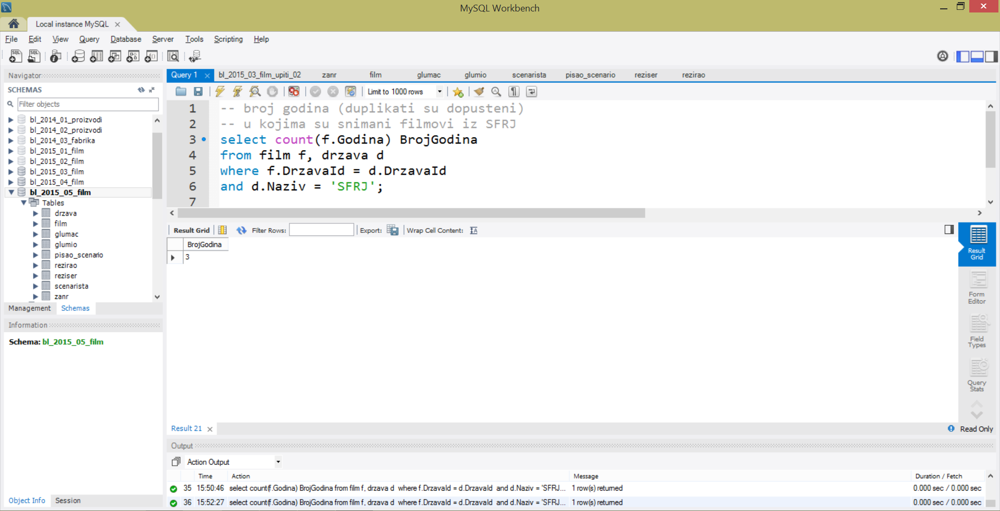 MySQL Workbench
Local instance MySQL
File Edit View Query Database Server Tools Scripting Help
Navigator
SCHEMAS
Filter objects
bl_2014_01_proizvodi
bl_2014_02_proizvodi
bl_2014_03_fabrika
bl_2015_01_film
bl_2015_02_film
bl_2015_03_film
bl_2015_04_film
bl_2015_05_film
Tables
drzava
film
glumac
glumio
pisao_scenario
rezirao
reziser
scenarista
zanr
Management Schemas
Information
Schema: bl_2015_05_film
Object Info Session
Query 1 bl_2015_03_film_upiti_02 zanr film glumac glumio scenarista pisao_scenario reziser rezirao
Limit to 1000 rows
1 -- broj godina (duplikati su dopusteni)
2 -- u kojima su snimani filmovi iz SFRJ
3 select count(f.Godina) BrojGodina
4 from film f, drzava d
5 where f.DrzavaId = d.DrzavaId
6 and d.Naziv = 'SFRJ';
7
Result Grid Filter Rows: Export: Wrap Cell Content:
BrojGodina
3
Result Grid
Form Editor
Field Types
Query Stats
Result 21
Read Only
Output
Action Output
Time Action Message Duration / Fetch
35 15:50:46 select count(f.Godina) BrojGodina from film f, drzava d where f.DrzavaId = d.DrzavaId and d.Naziv = 'SFRJ... 1 row(s) returned 0.000 sec / 0.000 sec
36 15:52:27 select count(f.Godina) BrojGodina from film f, drzava d where f.DrzavaId = d.DrzavaId and d.Naziv = 'SFRJ... 1 row(s) returned 0.000 sec / 0.000 sec